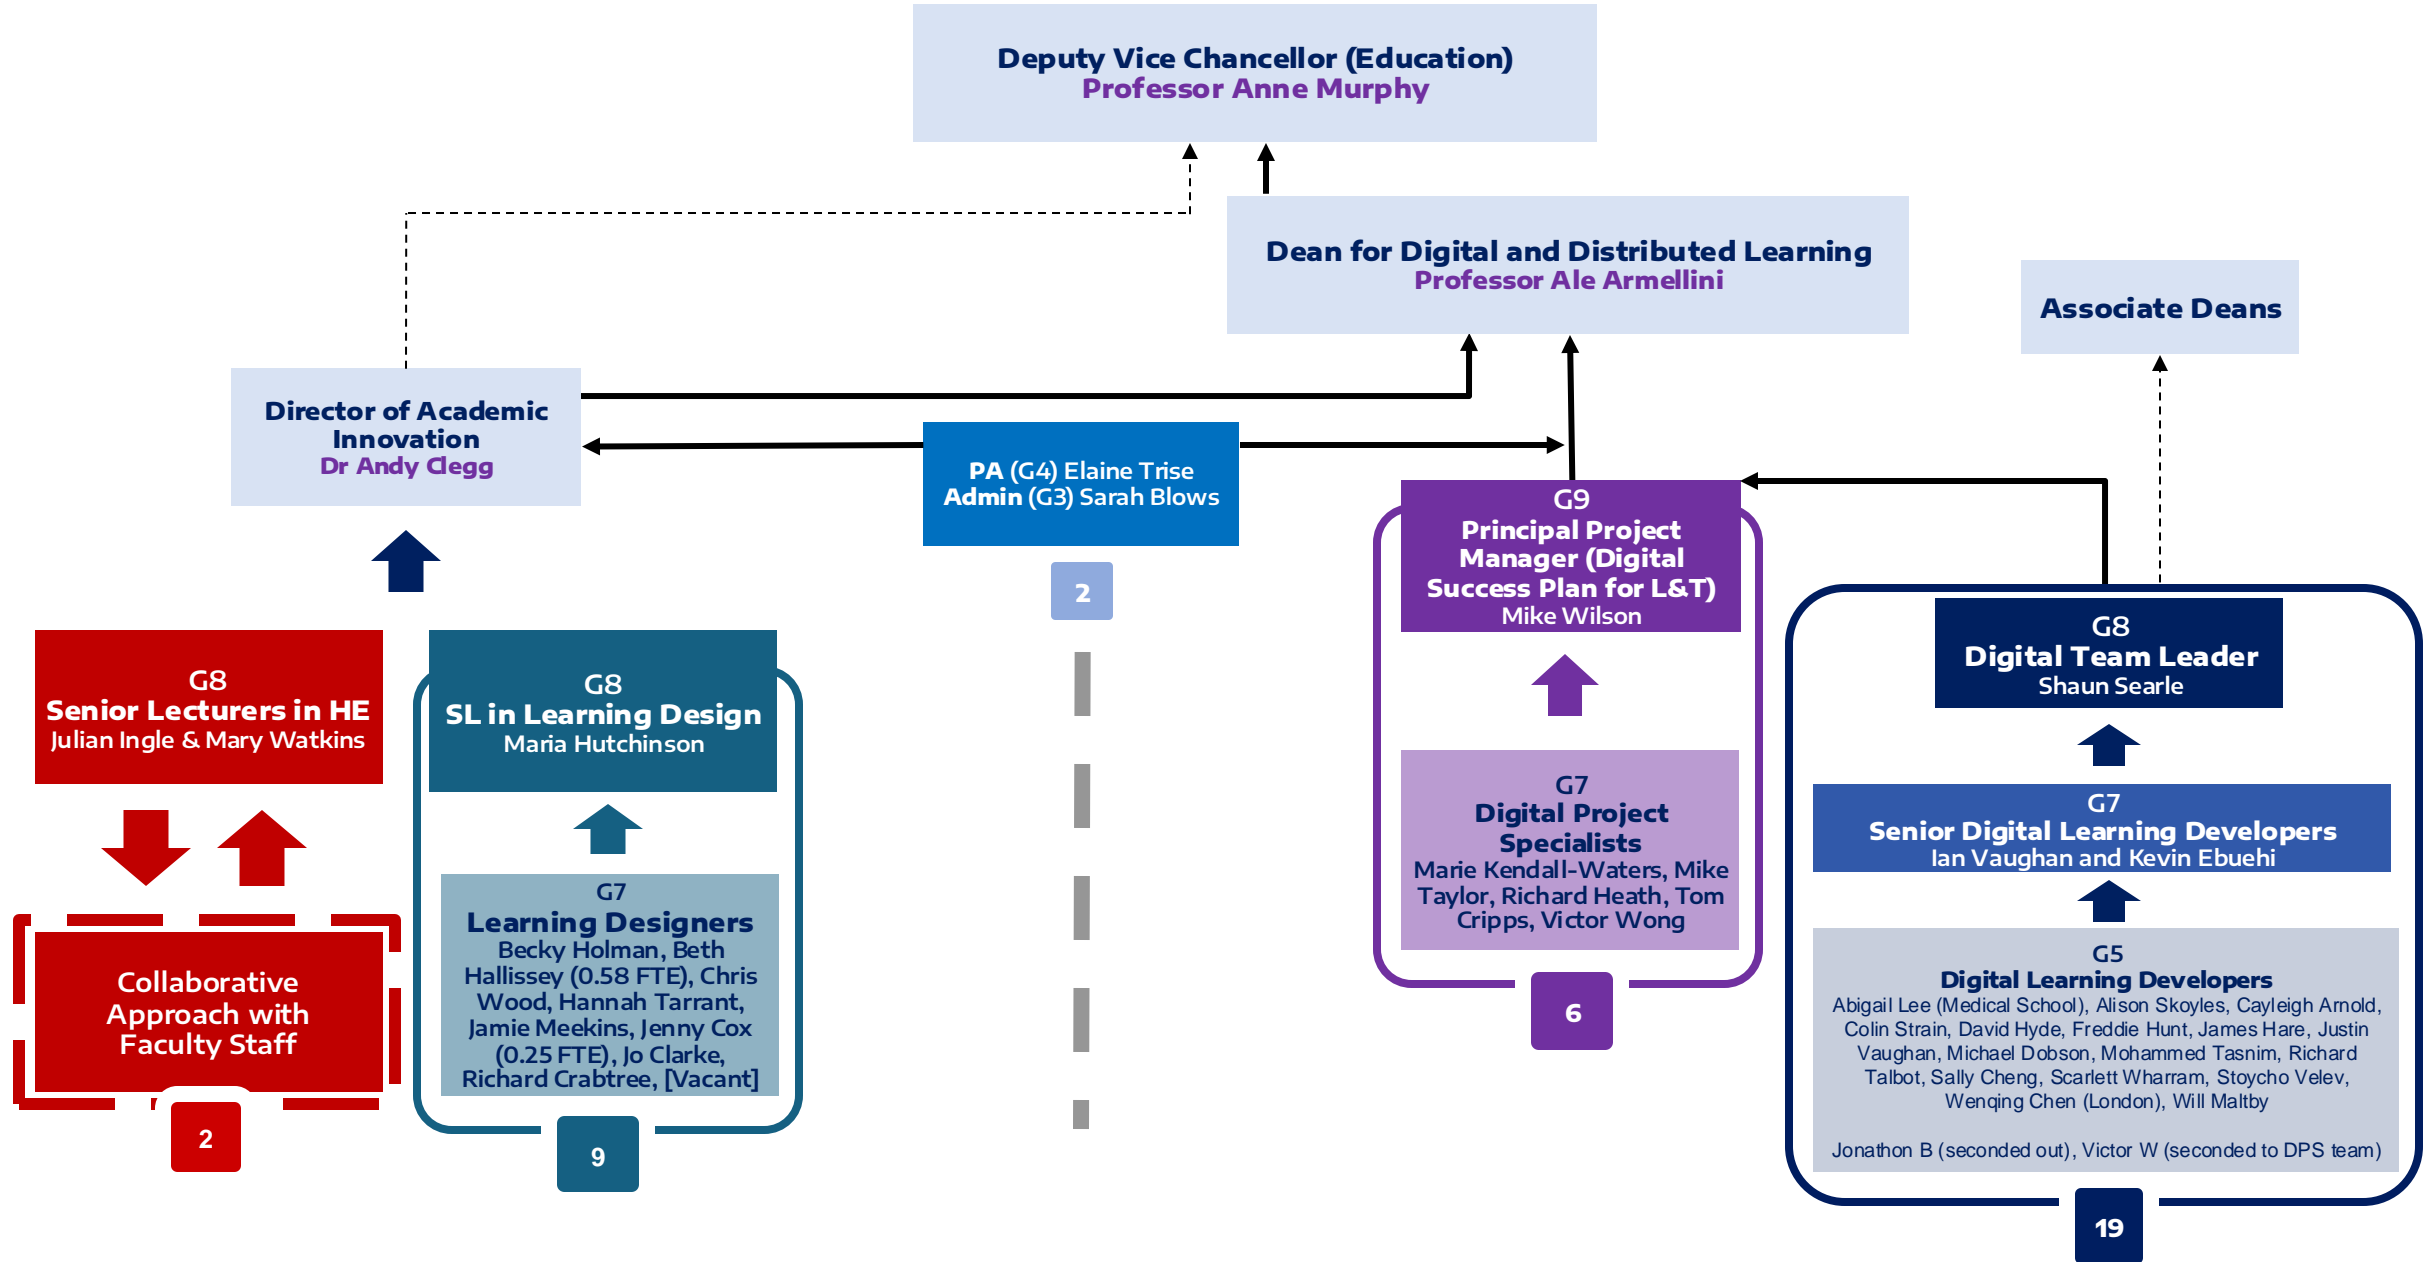 Deputy Vice Chancellor (Education)
Professor Anne Murphy
Dean for Digital and Distributed Learning
Professor Ale Armellini
Associate Deans
Director of Academic
Innovation
Dr Andy Clegg
PA (G4) Elaine Trise
Admin (G3) Sarah Blows
2
G9
Principal Project
Manager (Digital
Success Plan for L&T)
Mike Wilson
G8
Digital Team Leader
Shaun Searle
G8
Senior Lecturers in HE
Julian Ingle & Mary Watkins
G8
SL in Learning Design
Maria Hutchinson
G7
Digital Project
Specialists
Marie Kendall-Waters, Mike
Taylor, Richard Heath, Tom
Cripps, Victor Wong
G7
Senior Digital Learning Developers
Ian Vaughan and Kevin Ebuehi
Collaborative
Approach with
Faculty Staff
G7
Learning Designers
Becky Holman, Beth
Hallissey (0.58 FTE), Chris
Wood, Hannah Tarrant,
Jamie Meekins, Jenny Cox
(0.25 FTE), Jo Clarke,
Richard Crabtree, [Vacant]
G5
Digital Learning Developers
Abigail Lee (Medical School), Alison Skoyles, Cayleigh Arnold,
Colin Strain, David Hyde, Freddie Hunt, James Hare, Justin
Vaughan, Michael Dobson, Mohammed Tasnim, Richard
Talbot, Sally Cheng, Scarlett Wharram, Stoycho Velev,
Wenqing Chen (London), Will Maltby
Jonathon B (seconded out), Victor W (seconded to DPS team)
2
9
6
19